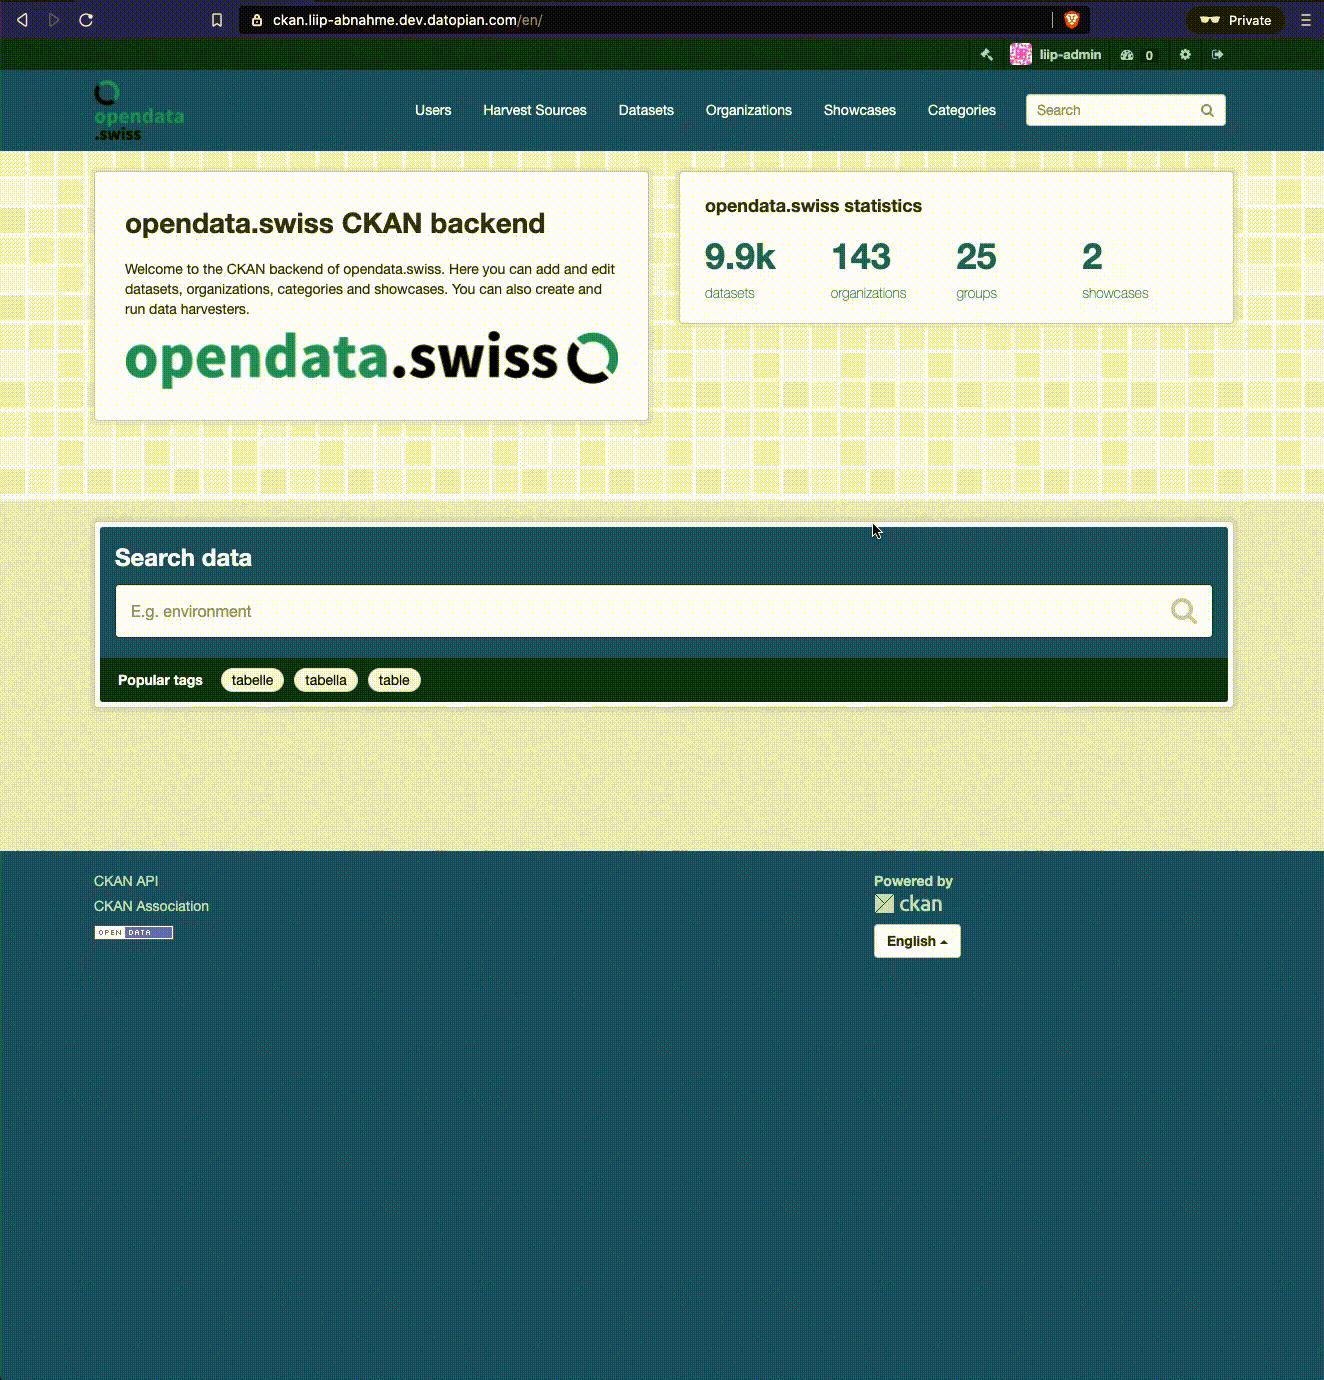 ckan.liip-abnahme.dev.datopian.com/en/
Private
liip-admin
0
opendata
.swiss
Users Harvest Sources Datasets Organizations Showcases Categories
Search
opendata.swiss CKAN backend
Welcome to the CKAN backend of opendata.swiss. Here you can add and edit
datasets, organizations, categories and showcases. You can also create and
run data harvesters.
opendata.swiss
opendata.swiss statistics
9.9k 143 25 2
datasets organizations groups showcases
Search data
E.g. environment
Popular tags tabelle tabella table
CKAN API
CKAN Association
OPEN DATA
Powered by
ckan
English